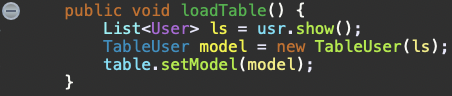 public void loadTable() {
    List<User> ls = usr.show();
    TableUser model = new TableUser(ls);
    table.setModel(model);
}